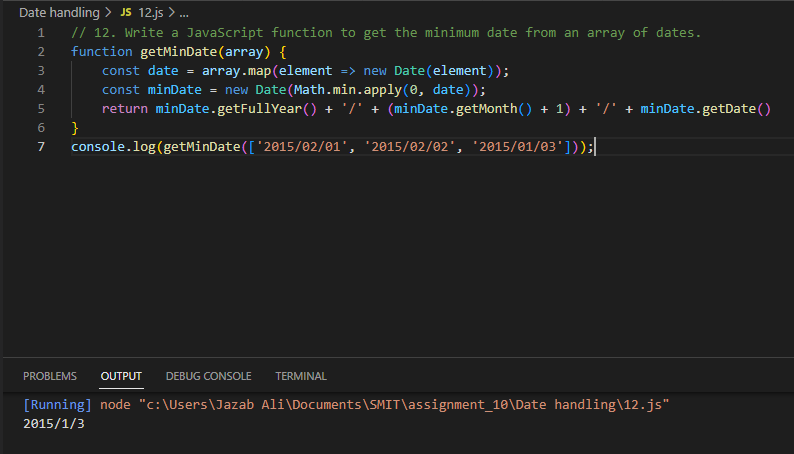 Date handling > JS 12.js > ...
1 // 12. Write a JavaScript function to get the minimum date from an array of dates.
2 function getMinDate(array) {
3 const date = array.map(element => new Date(element));
4 const minDate = new Date(Math.min.apply(0, date));
5 return minDate.getFullYear() + '/' + (minDate.getMonth() + 1) + '/' + minDate.getDate()
6 }
7 console.log(getMinDate(['2015/02/01', '2015/02/02', '2015/01/03']));
PROBLEMS OUTPUT DEBUG CONSOLE TERMINAL
[Running] node "c:\Users\Jazab Ali\Documents\SMIT\assignment_10\Date handling\12.js"
2015/1/3